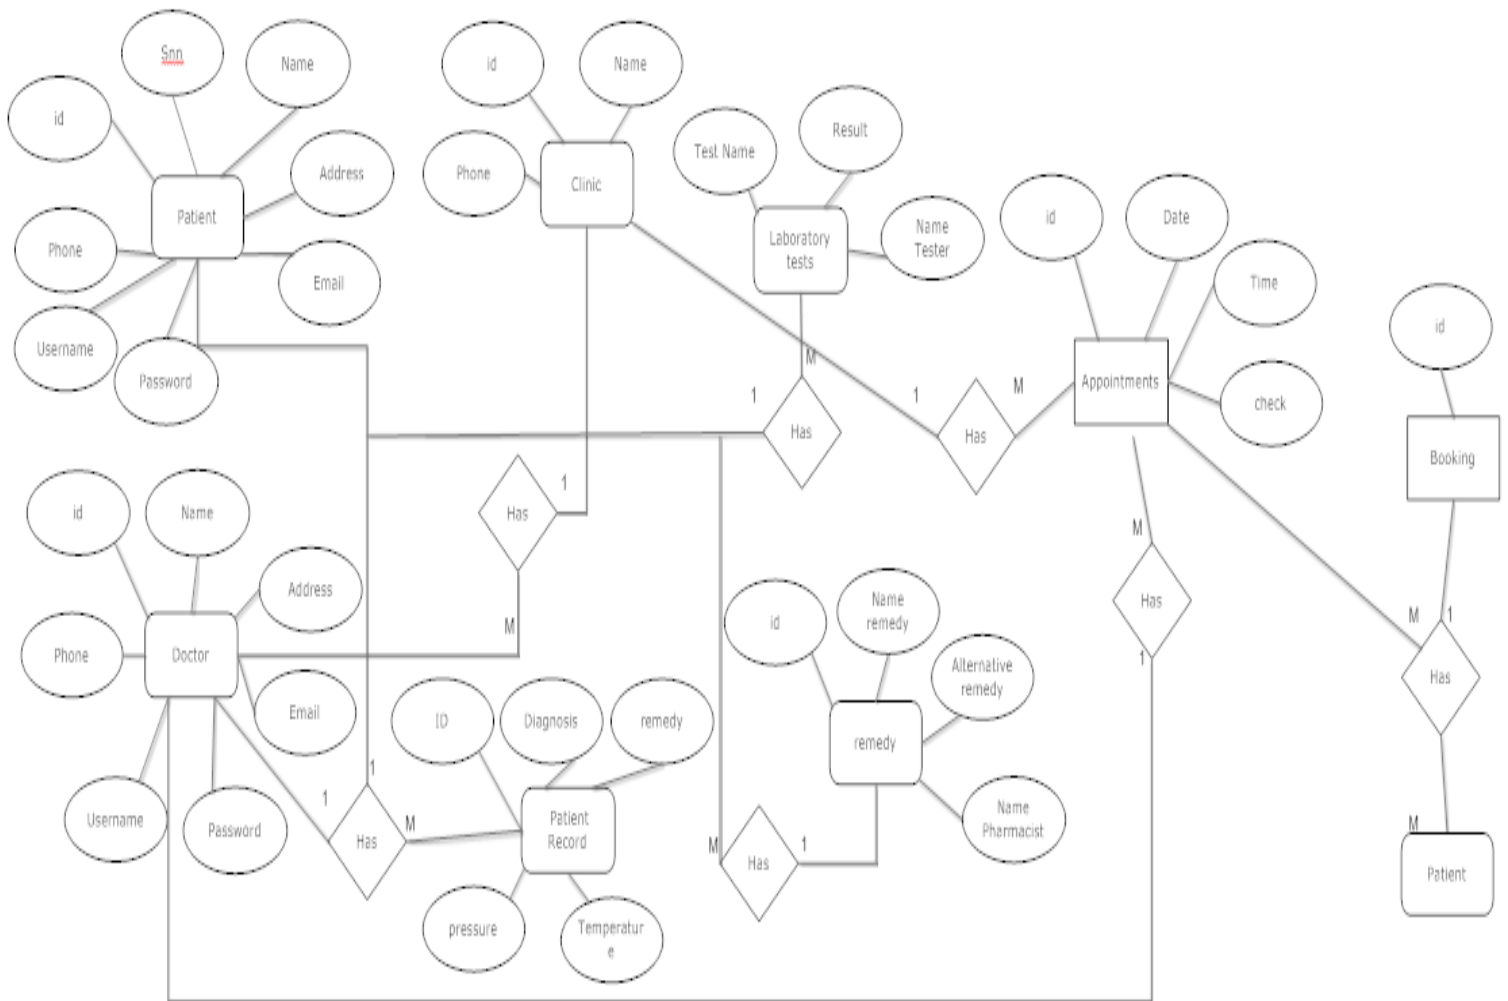 Snn
Name
id
Address
Patient
Phone
Email
Username
Password
id
Name
Phone
Clinic
Test Name
Result
Laboratory
tests
Name
Tester
id
Date
Time
Appointments
check
id
Booking
M
1
Has
1
Has
M
1
Has
M
M
Has
1
M
1
Has
M
Patient
id
Name
Address
Phone
Doctor
Email
Username
Password
1
1
Has
M
ID
Diagnosis
remedy
Patient
Record
pressure
Temperatur
e
id
Name
remedy
Alternative
remedy
remedy
Name
Pharmacist
M
Has
1